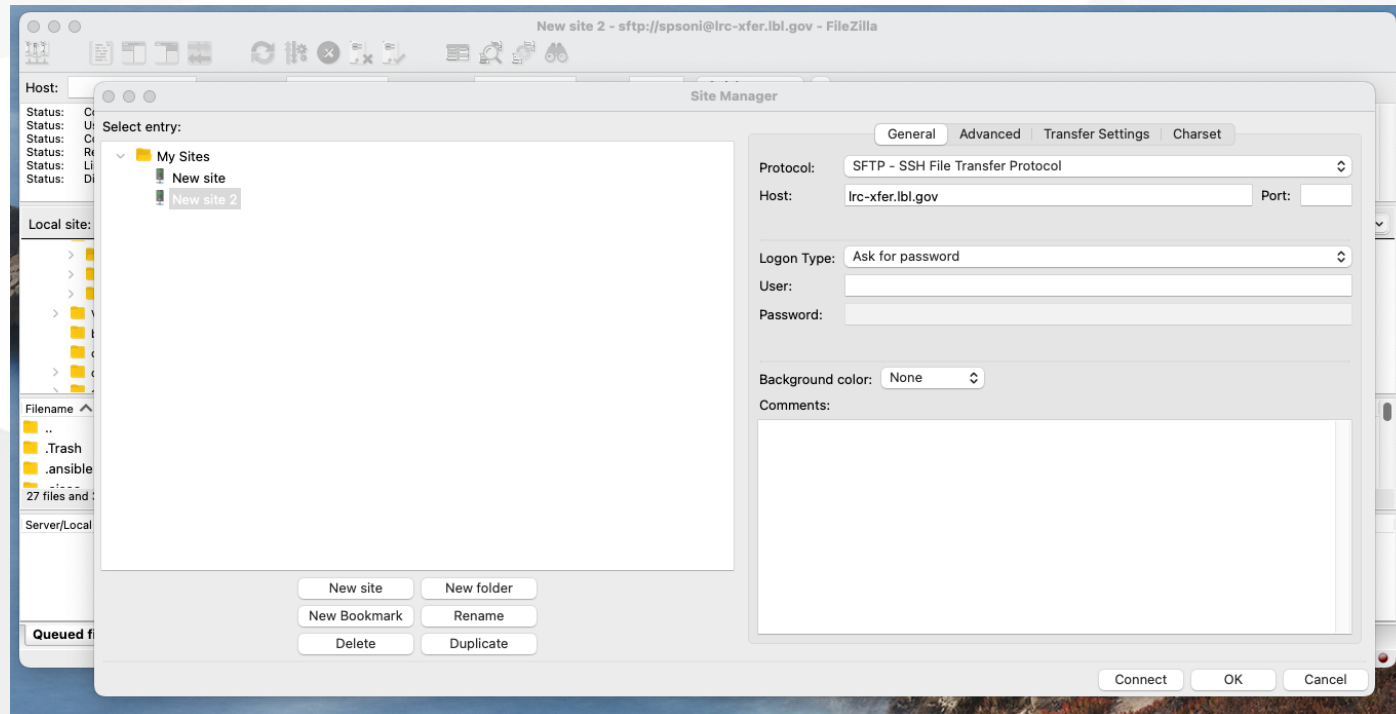 New site 2 - sftp://spsoni@lrc-xfer.lbl.gov - FileZilla
Host:
Site Manager
Status:
Status:
Status:
Status:
Status:
Status:
Select entry:
My Sites
New site
New site 2
General Advanced Transfer Settings Charset
Protocol: SFTP - SSH File Transfer Protocol
Host: lrc-xfer.lbl.gov Port:
Logon Type: Ask for password
User:
Password:
Background color: None
Comments:
Local site:
Filename
..
.Trash
.ansible
27 files and
Server/Local
New site New folder
New Bookmark Rename
Delete Duplicate
Queued
Connect OK Cancel